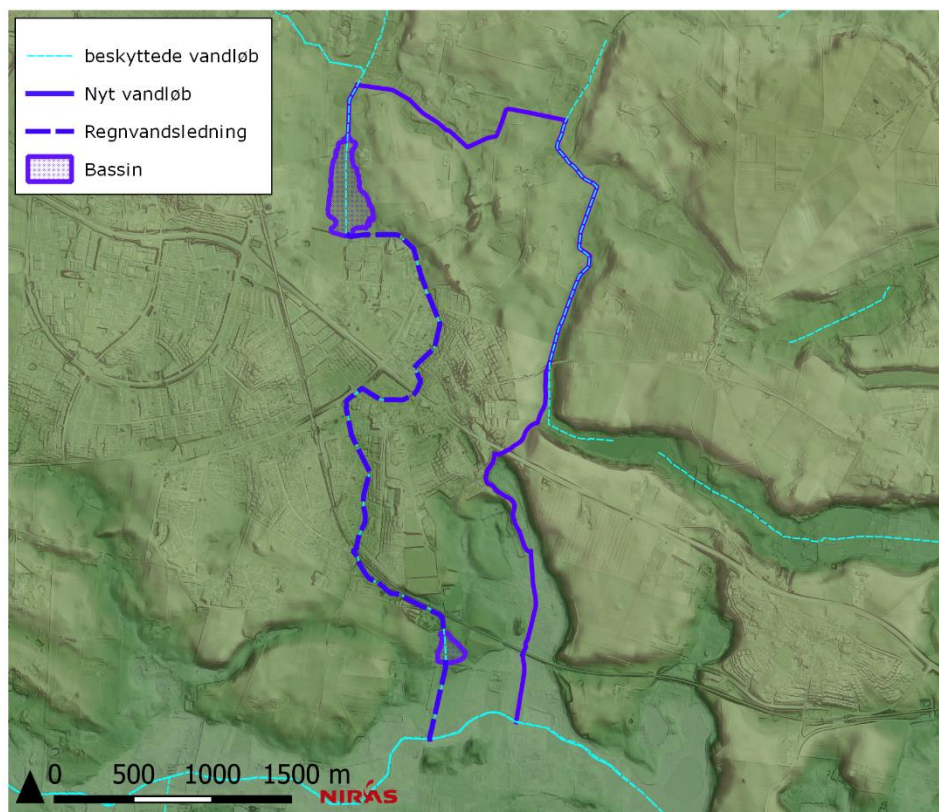 beskyttede vandløb
Nyt vandløb
Regnvandsledning
Bassin
0 500 1000 1500 m
NIRAS